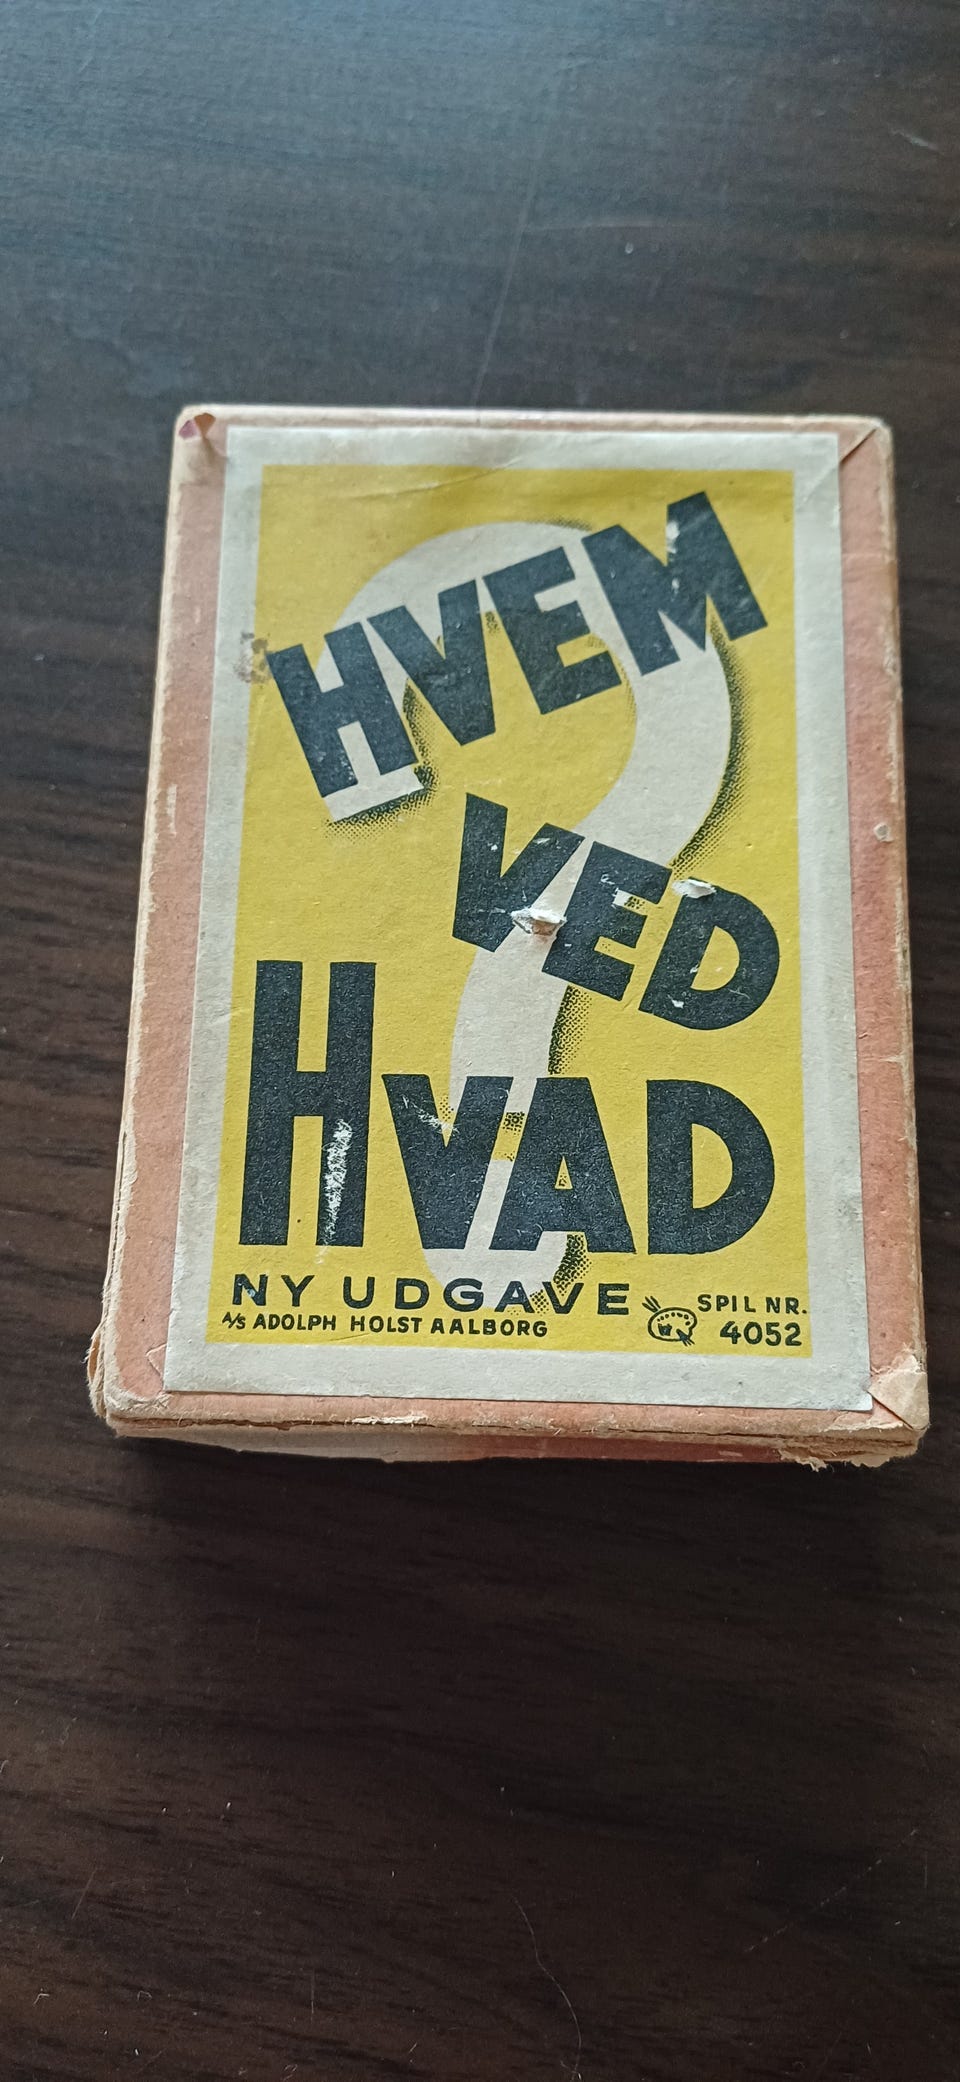 HVEM
VED
HVAD
NY UDGAVE
A/S ADOLPH HOLST AALBORG
SPIL NR.
4052